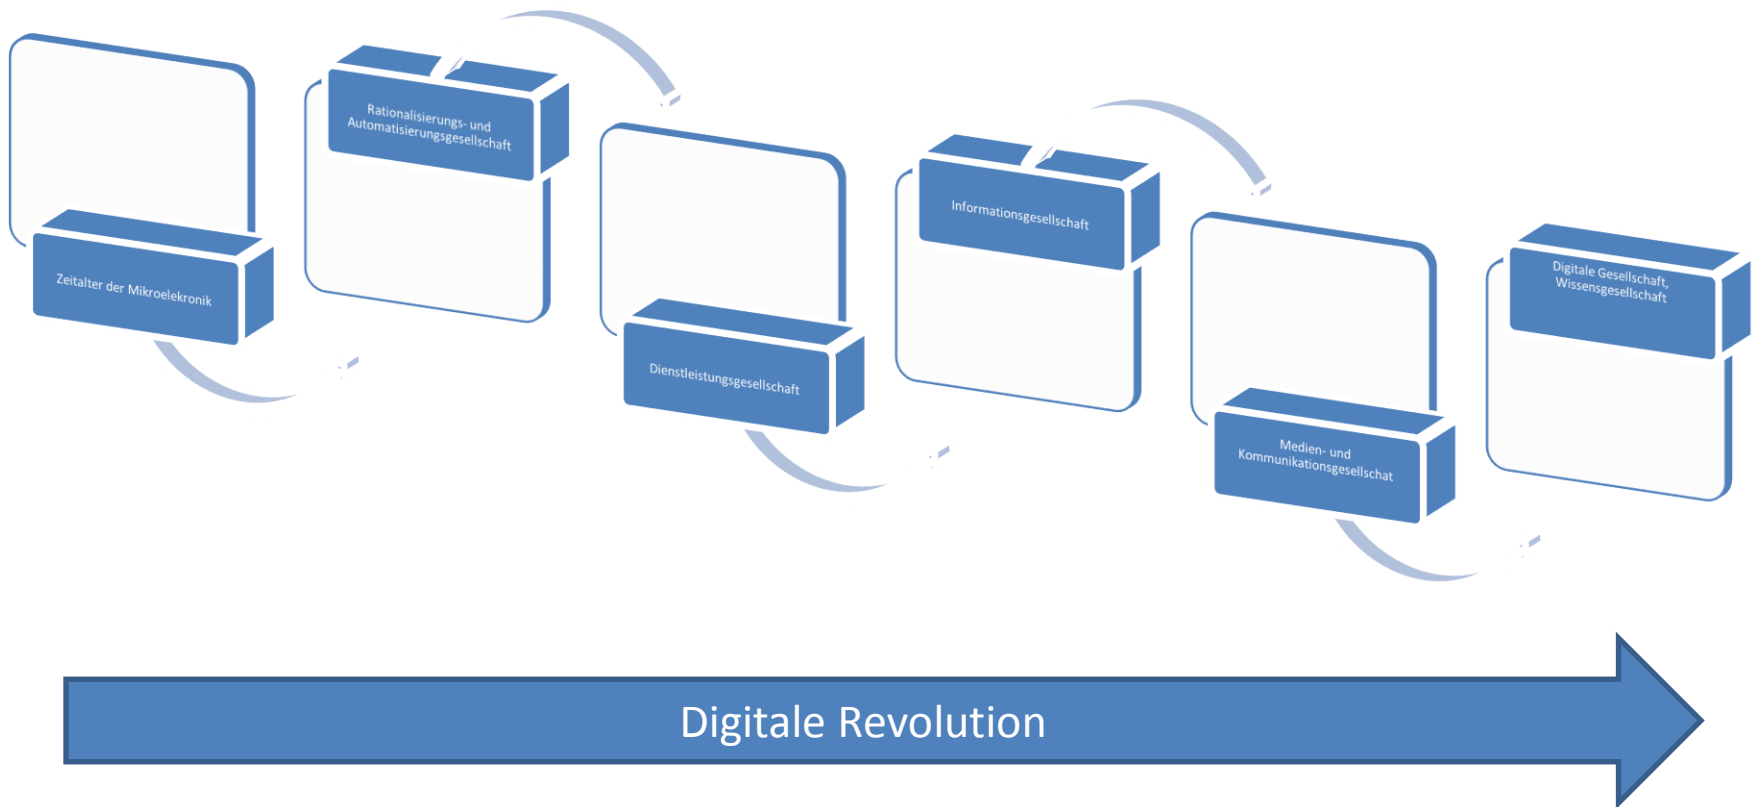 Zeitalter der Mikroelekronik
Rationalisierungs- und
Automatisierungsgesellschaft
Dienstleistungsgesellschaft
Informationsgesellschaft
Medien- und
Kommunikationsgesellschat
Digitale Gesellschaft,
Wissensgesellschaft
Digitale Revolution